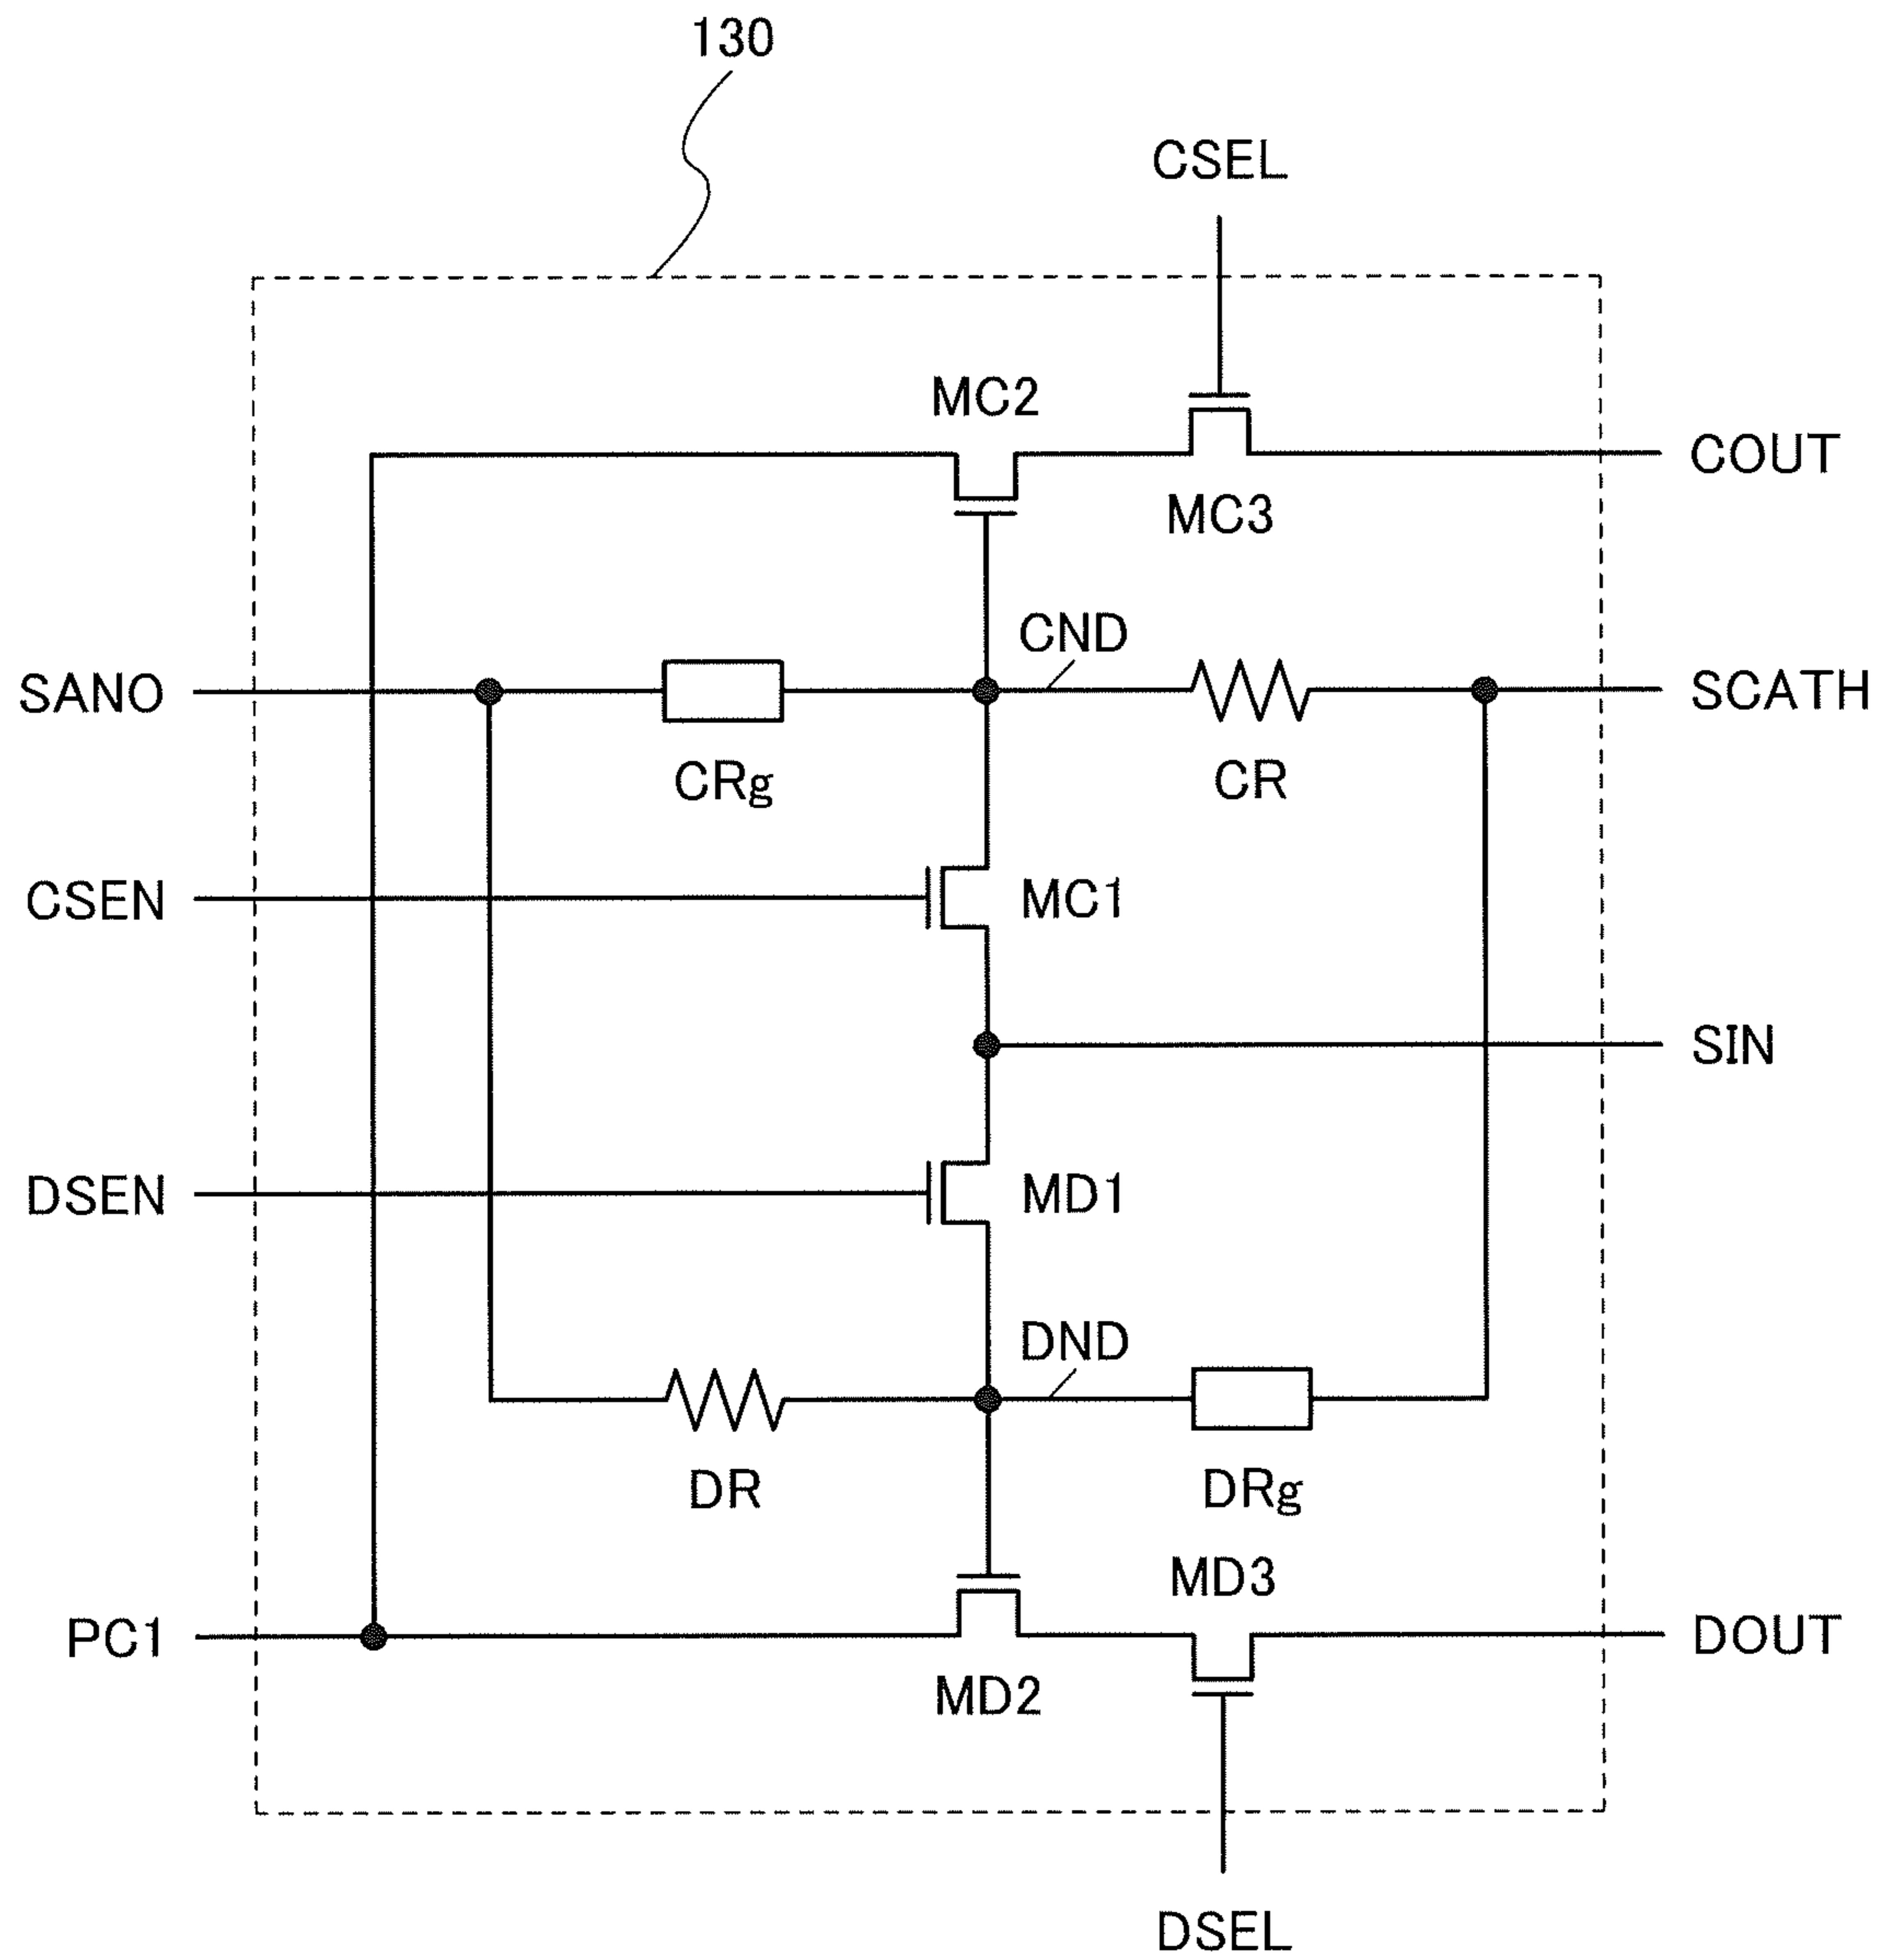 130
CSEL
MC2
COUT
MC3
CND
SANO
SCATH
CRg
CR
CSEN
MC1
SIN
DSEN
MD1
DND
DR
DRg
MD3
PC1
DOUT
MD2
DSEL